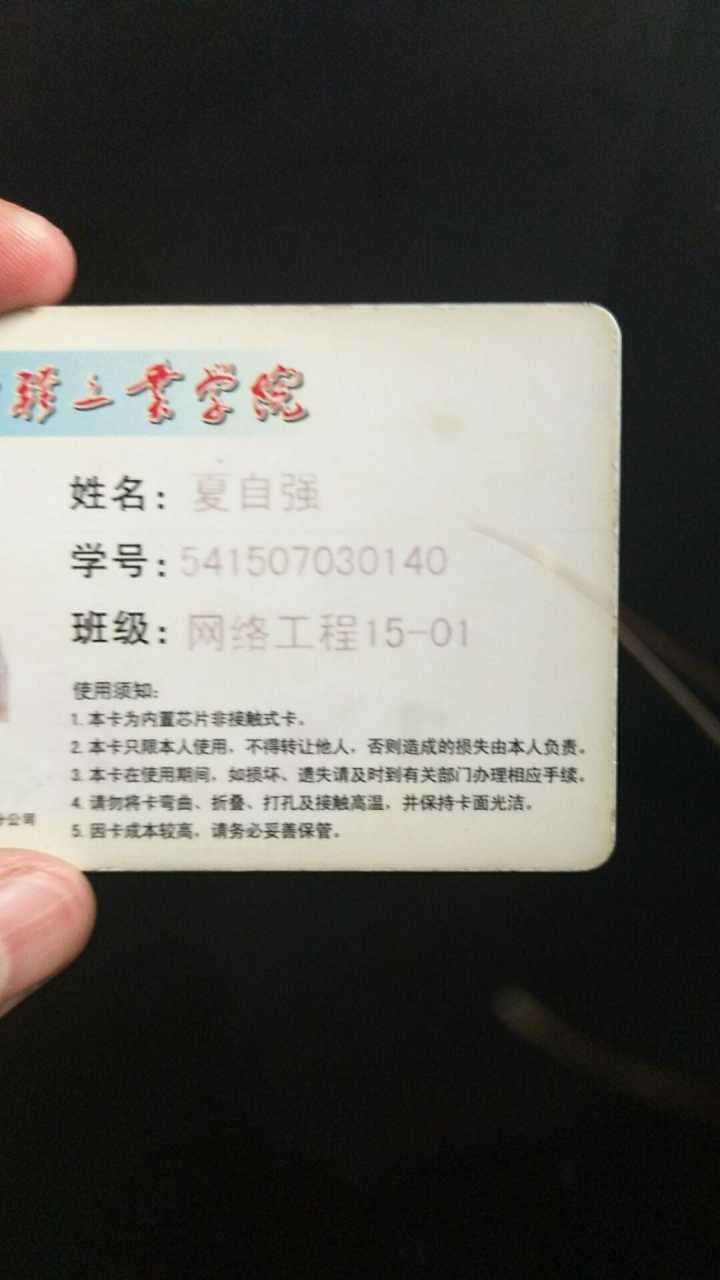 轻工业学院
姓名：夏自强
学号：541507030140
班级：网络工程15-01
使用须知：
1. 本卡为内置芯片非接触式卡。
2. 本卡只限本人使用，不得转让他人，否则造成的损失由本人负责。
3. 本卡在使用期间，如损坏、遗失请及时到有关部门办理相应手续。
4. 请勿将卡弯曲、折叠、打孔及接触高温，并保持卡面光洁。
5. 因卡成本较高，请务必妥善保管。
分公司